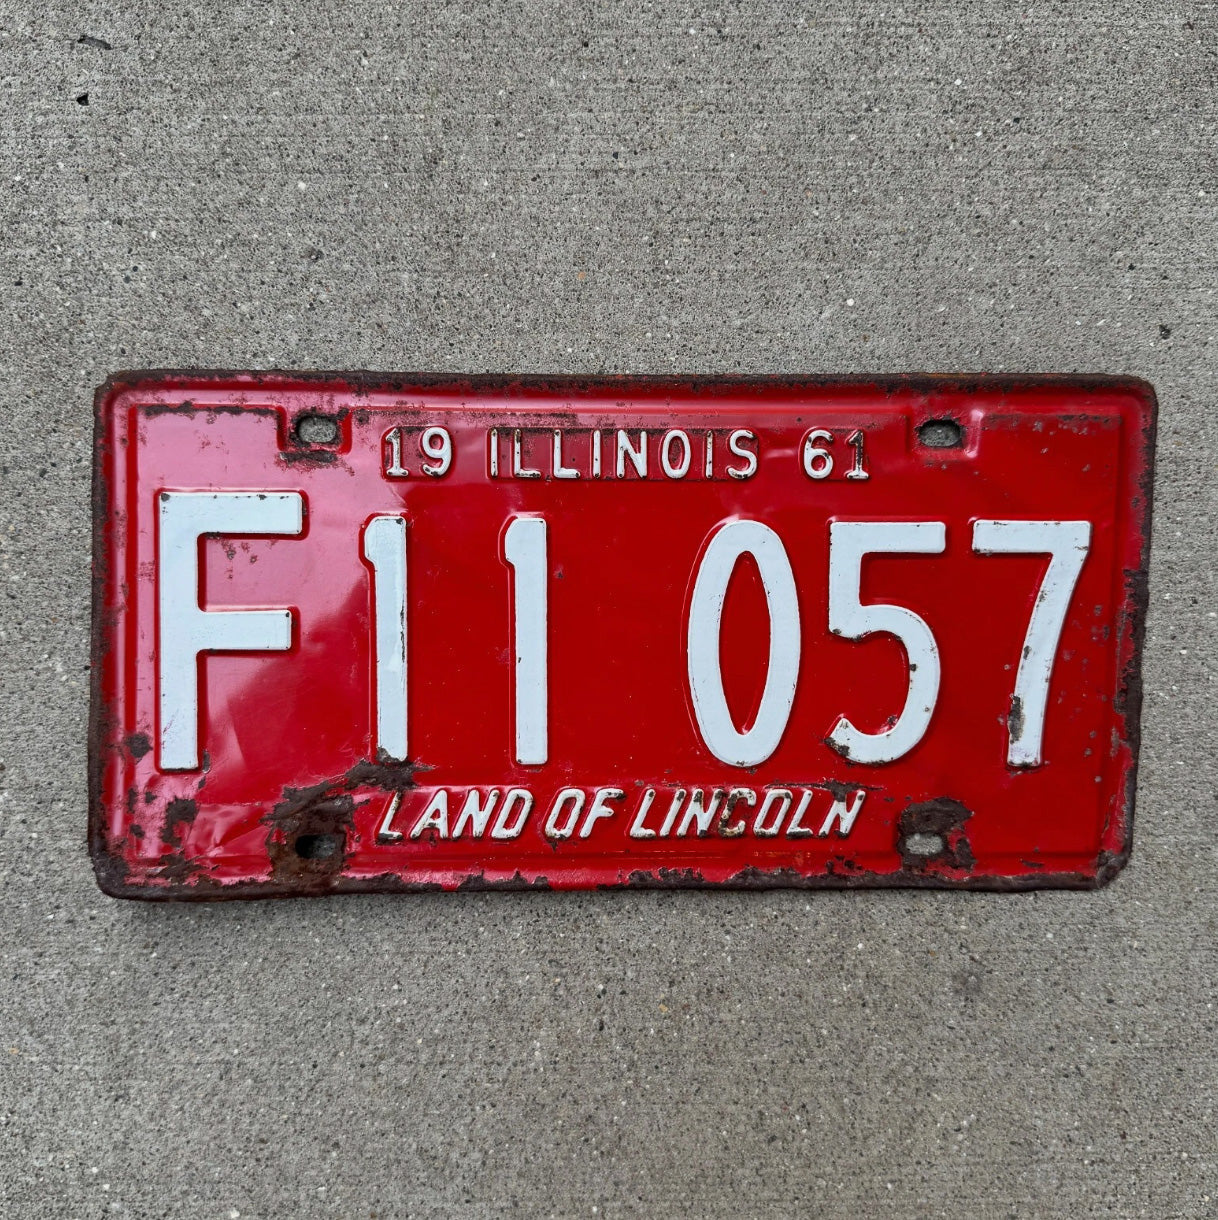 19 ILLINOIS 61
F11 057
LAND OF LINCOLN